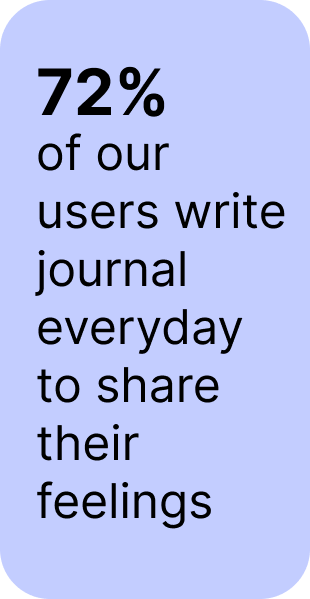 72%
of our
users write
journal
everyday
to share
their
feelings